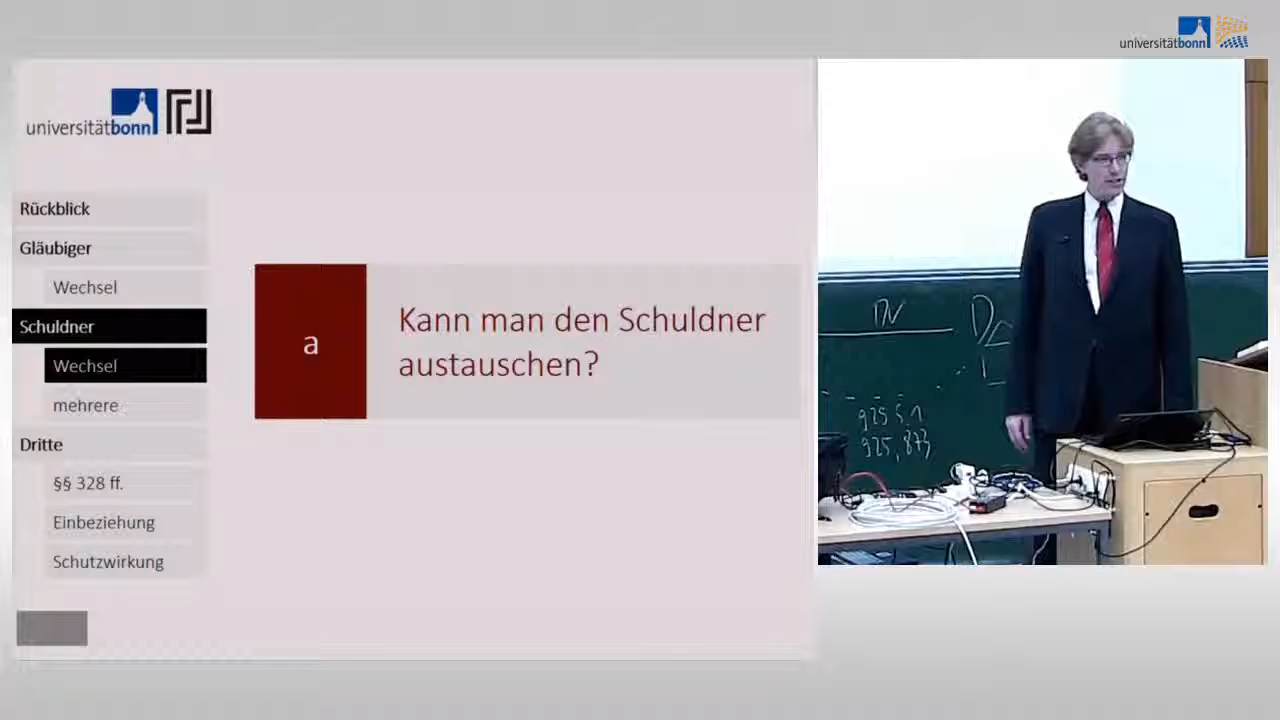 universitätbonn
universitätbonn
Rückblick
Gläubiger
Wechsel
Schuldner
Wechsel
mehrere
Dritte
§§ 328 ff.
Einbeziehung
Schutzwirkung
a
Kann man den Schuldner
austauschen?